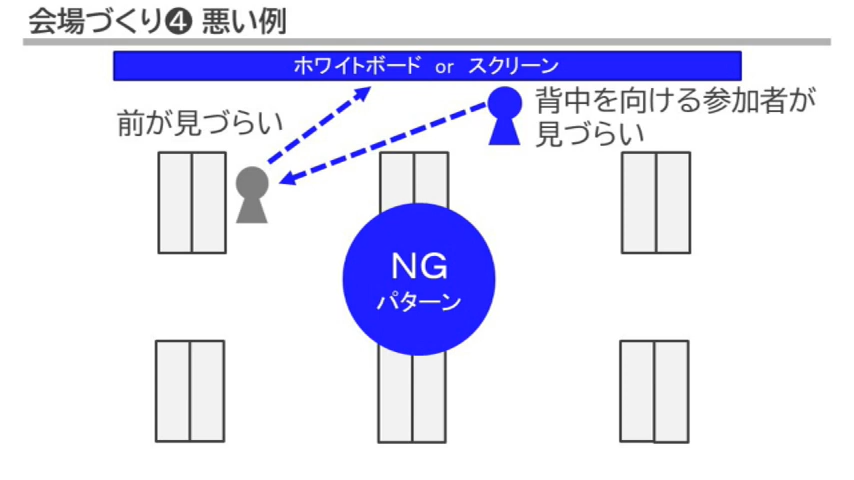 会場づくり❹ 悪い例
ホワイトボード or スクリーン
前が見づらい
背中を向ける参加者が
見づらい
NG
パターン